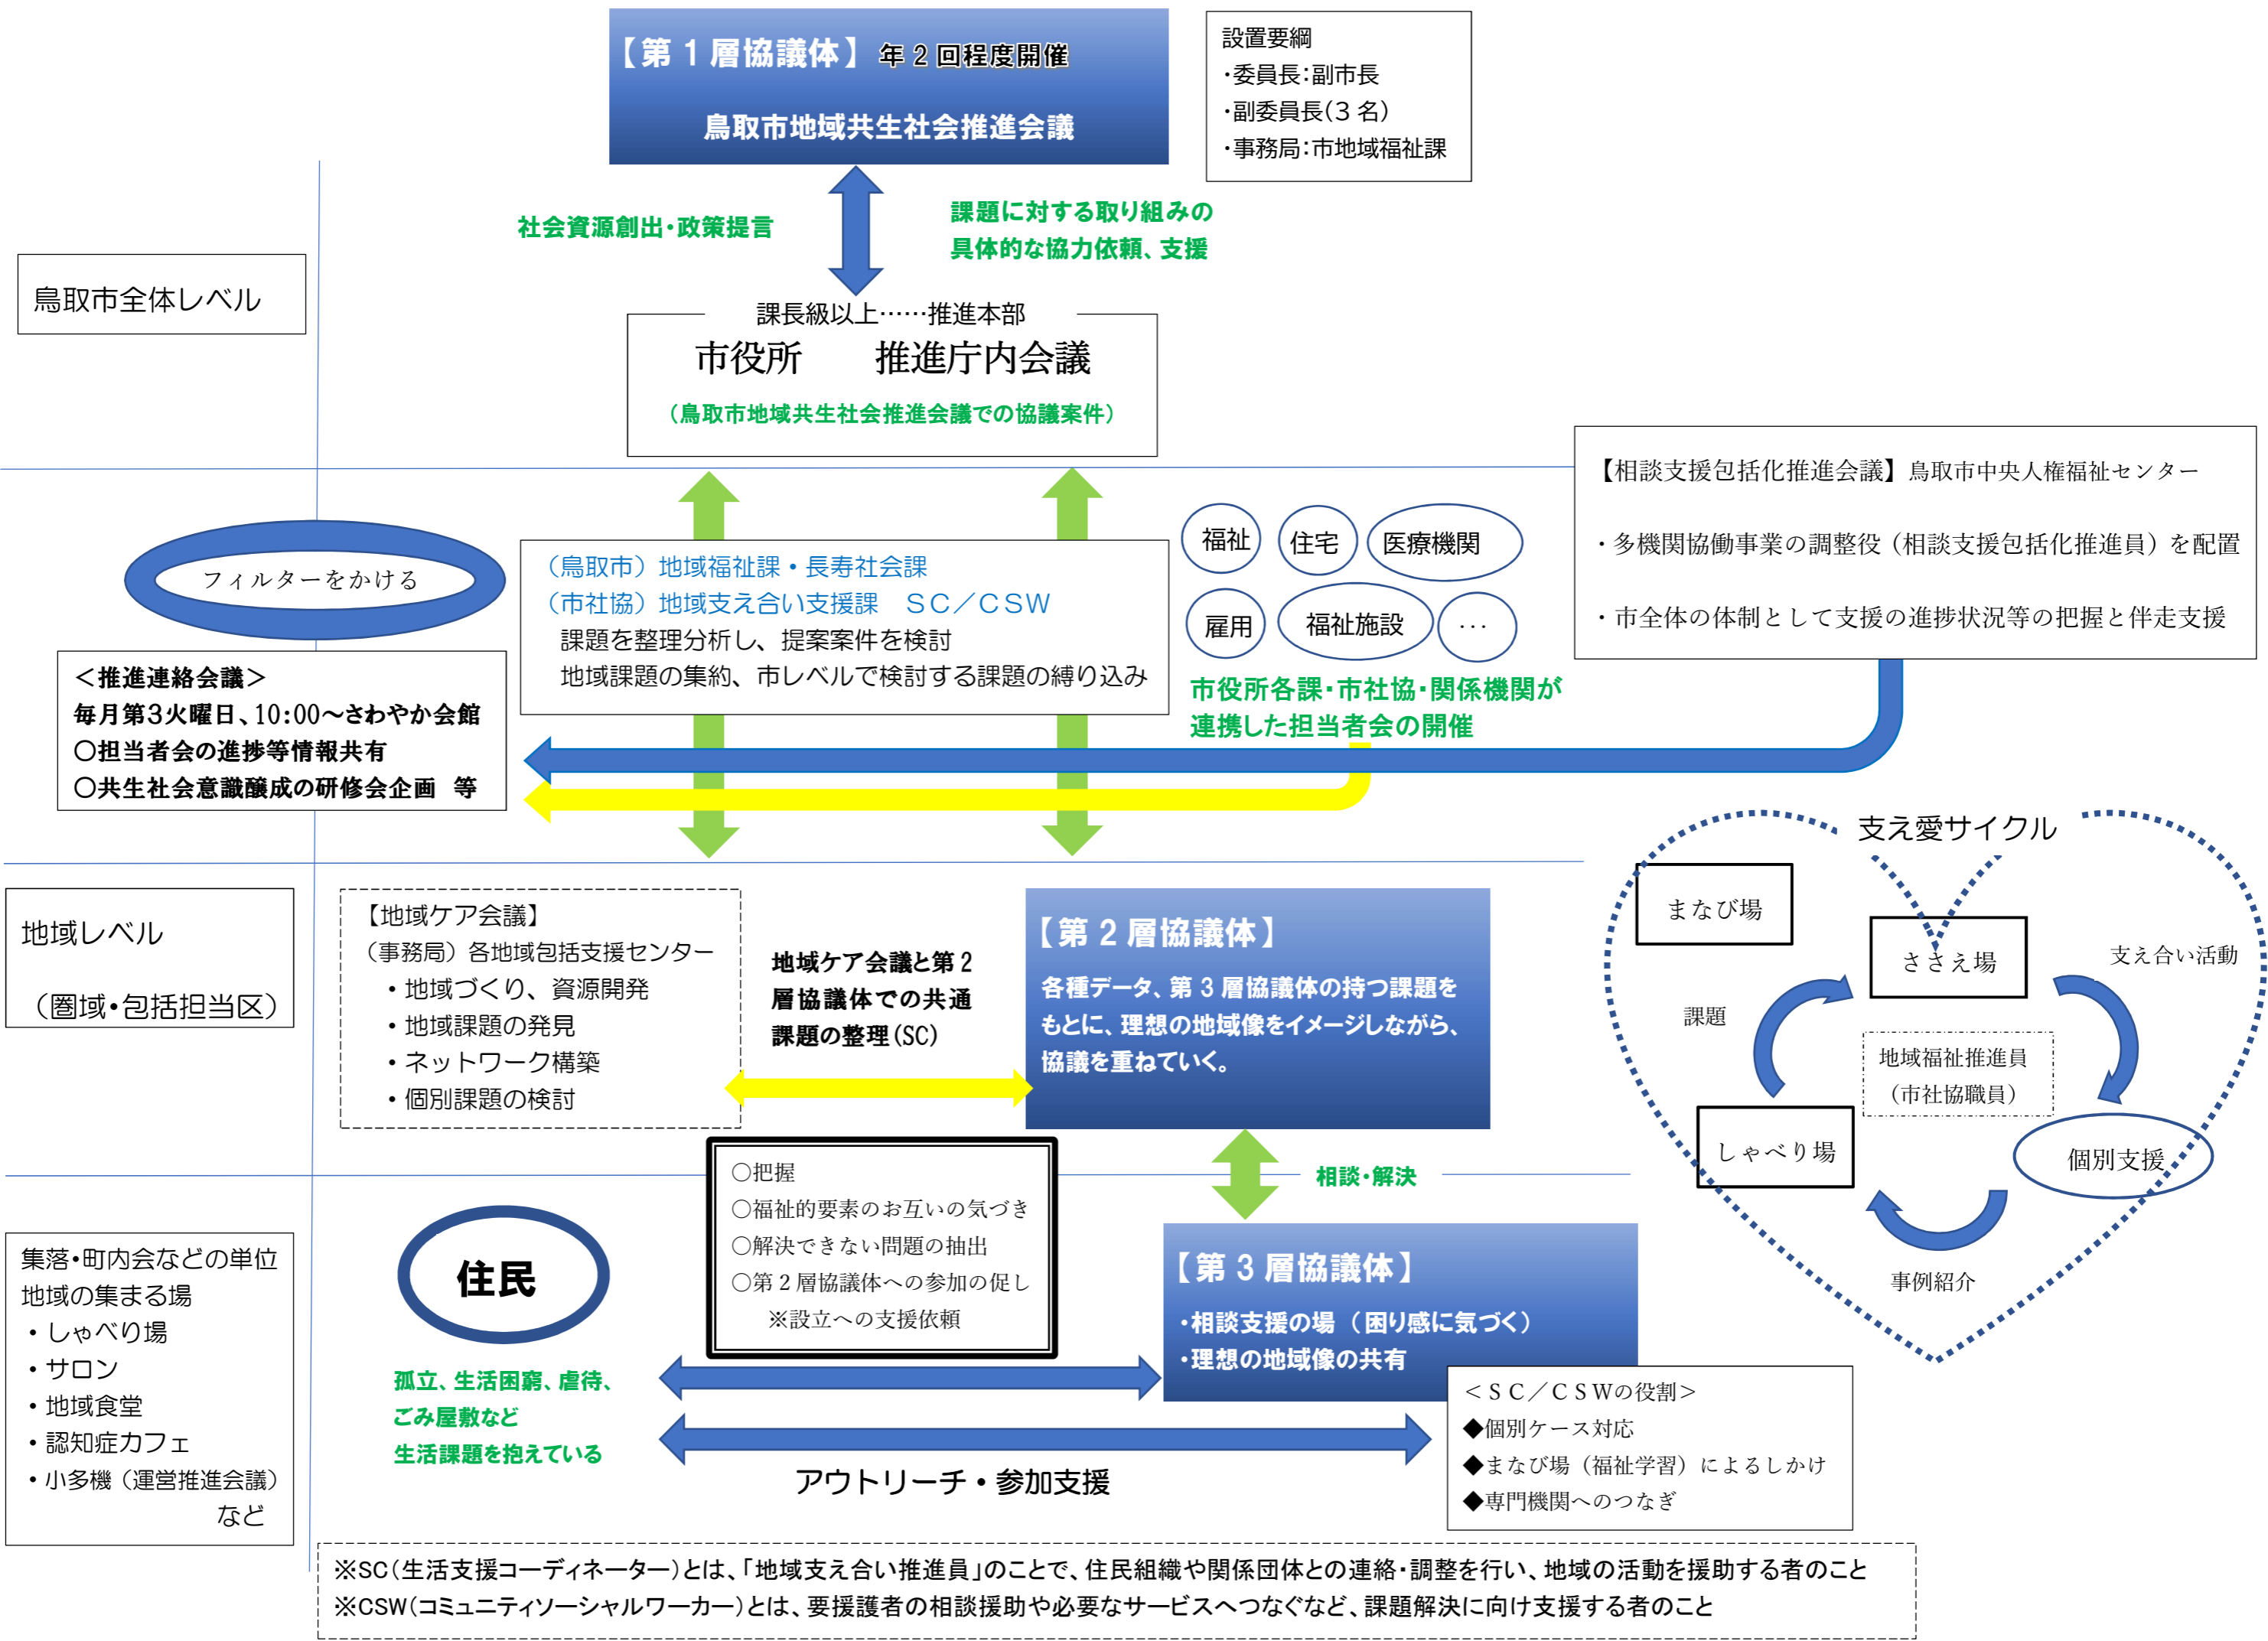 【第１層協議体】 年２回程度開催
鳥取市地域共生社会推進会議
設置要綱
・委員長：副市長
・副委員長（３名）
・事務局：市地域福祉課
社会資源創出・政策提言
課題に対する取り組みの
具体的な協力依頼、支援
鳥取市全体レベル
課長級以上……推進本部
市役所　　推進庁内会議
（鳥取市地域共生社会推進会議での協議案件）
【相談支援包括化推進会議】鳥取市中央人権福祉センター
・多機関協働事業の調整役（相談支援包括化推進員）を配置
・市全体の体制として支援の進捗状況等の把握と伴走支援
フィルターをかける
（鳥取市）地域福祉課・長寿社会課
（市社協）地域支え合い支援課　ＳＣ／ＣＳＷ
課題を整理分析し、提案案件を検討
地域課題の集約、市レベルで検討する課題の縛り込み
福祉
住宅
医療機関
雇用
福祉施設
…
市役所各課・市社協・関係機関が
連携した担当者会の開催
＜推進連絡会議＞
毎月第３火曜日、10：00～さわやか会館
〇担当者会の進捗等情報共有
〇共生社会意識醸成の研修会企画　等
地域レベル
（圏域・包括担当区）
【地域ケア会議】
（事務局）各地域包括支援センター
・地域づくり、資源開発
・地域課題の発見
・ネットワーク構築
・個別課題の検討
地域ケア会議と第２
層協議体での共通
課題の整理（SC）
【第２層協議体】
各種データ、第３層協議体の持つ課題を
もとに、理想の地域像をイメージしながら、
協議を重ねていく。
支え愛サイクル
まなび場
ささえ場
支え合い活動
課題
地域福祉推進員
（市社協職員）
しゃべり場
個別支援
事例紹介
〇把握
〇福祉的要素のお互いの気づき
〇解決できない問題の抽出
〇第２層協議体への参加の促し
※設立への支援依頼
相談・解決
集落・町内会などの単位
地域の集まる場
・しゃべり場
・サロン
・地域食堂
・認知症カフェ
・小多機（運営推進会議）
など
住民
孤立、生活困窮、虐待、
ごみ屋敷など
生活課題を抱えている
【第３層協議体】
・相談支援の場（困り感に気づく）
・理想の地域像の共有
アウトリーチ・参加支援
＜ＳＣ／ＣＳＷの役割＞
◆個別ケース対応
◆まなび場（福祉学習）によるしかけ
◆専門機関へのつなぎ
※SC（生活支援コーディネーター）とは、「地域支え合い推進員」のことで、住民組織や関係団体との連絡・調整を行い、地域の活動を援助する者のこと
※CSW（コミュニティソーシャルワーカー）とは、要援護者の相談援助や必要なサービスへつなぐなど、課題解決に向け支援する者のこと